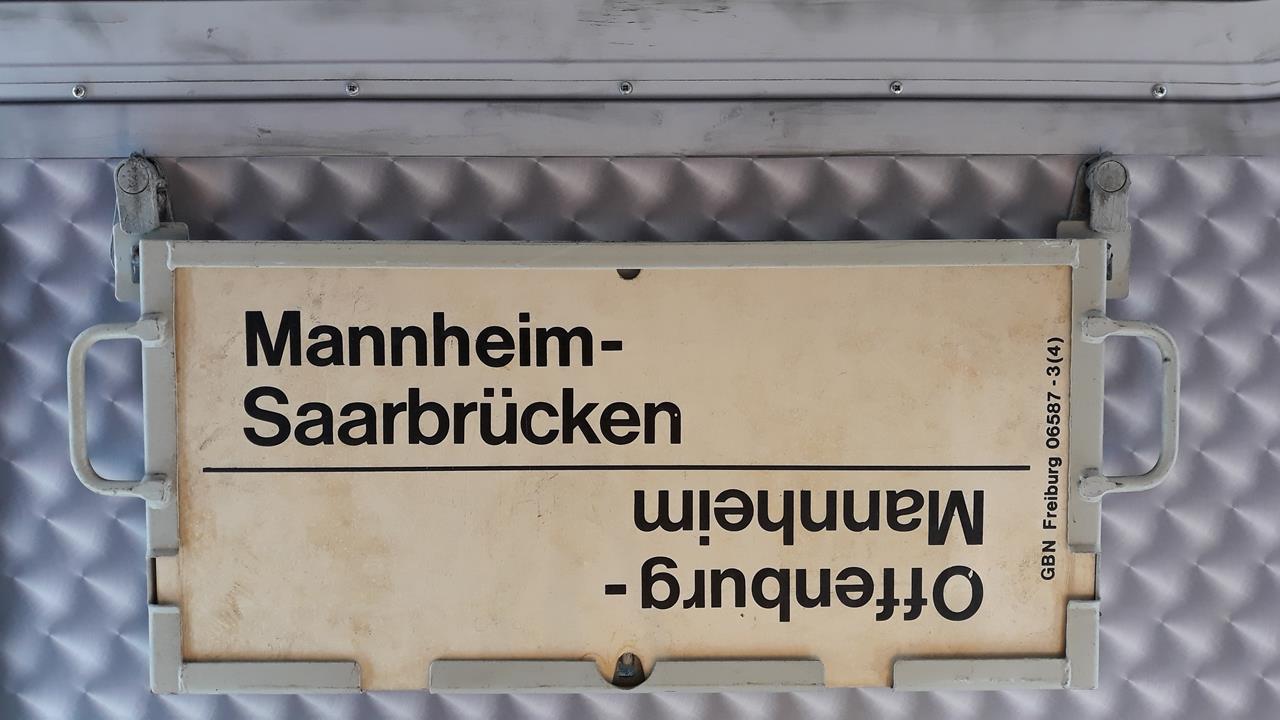 Mannheim-
Saarbrücken
Offenburg-
Mannheim
GBN Freiburg 06587 -3(4)